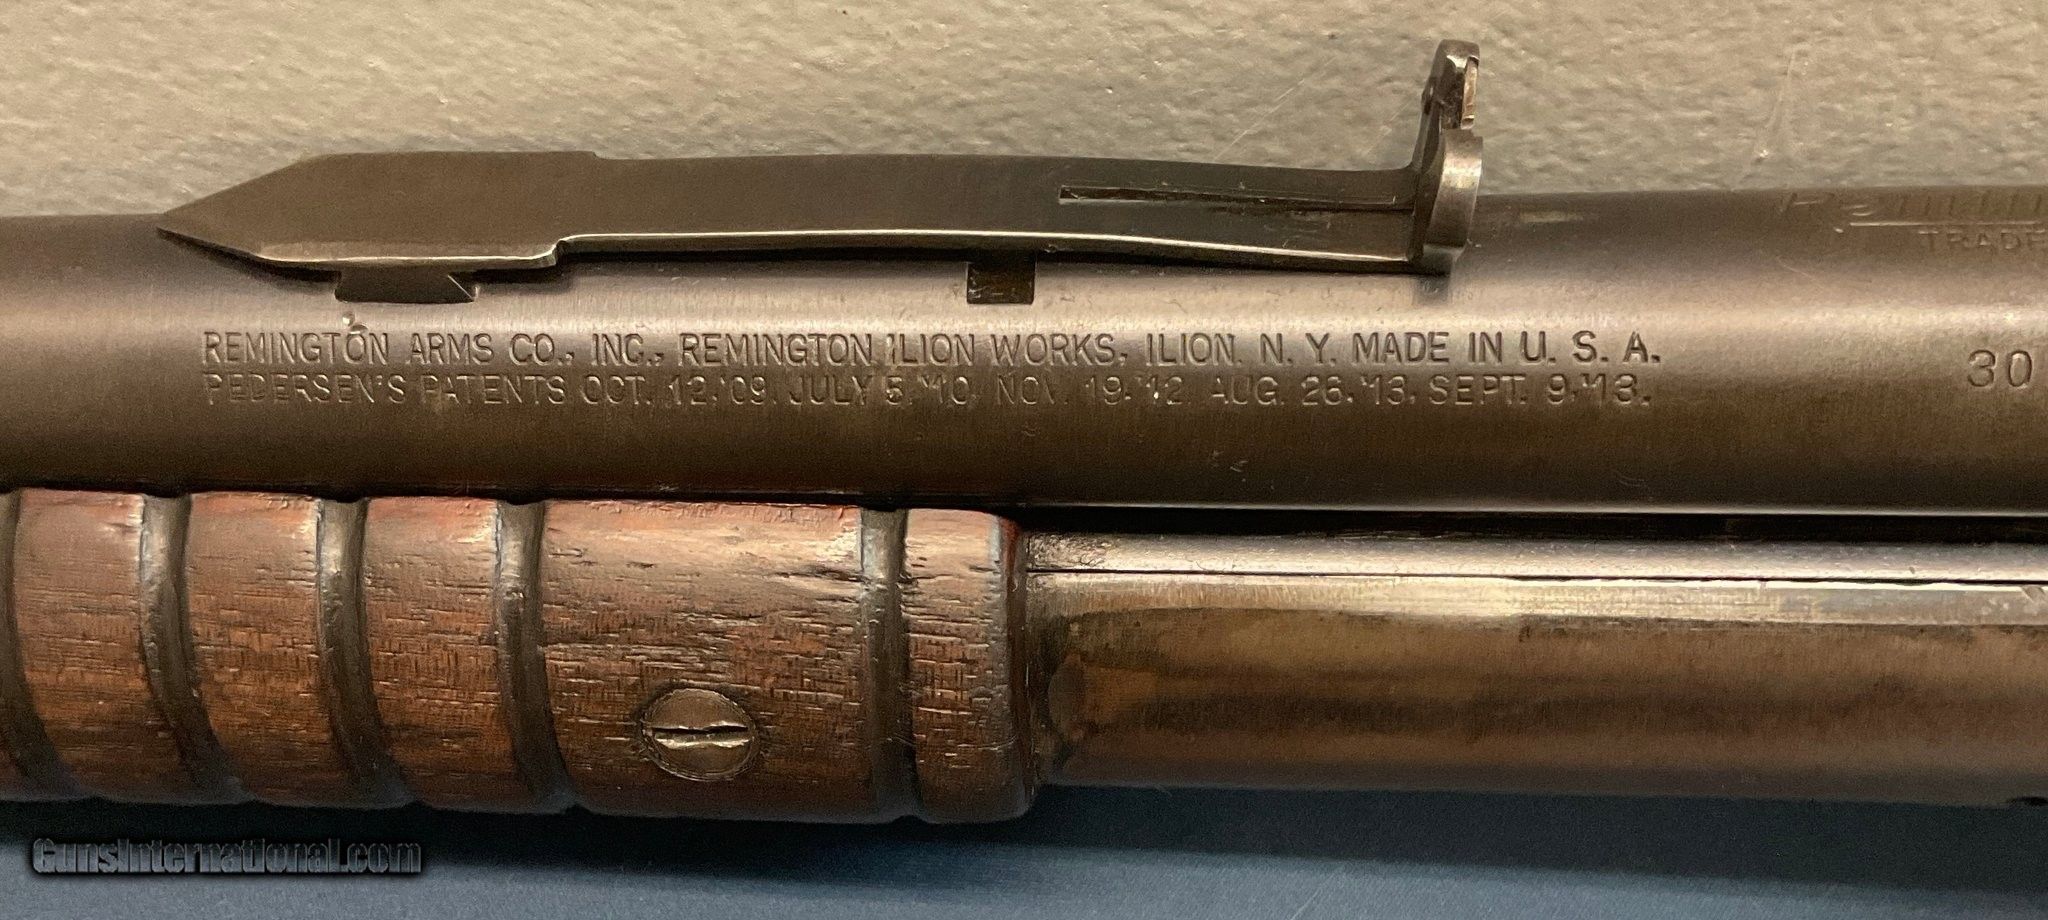 TRADE
REMINGTON ARMS CO., INC., REMINGTON ILION WORKS, ILION, N. Y. MADE IN U. S. A.
PEDERSEN'S PATENTS OCT. 12,'09. JULY 5,'10, NOV. 19,'12. AUG. 26,'13, SEPT. 9,'13.
30
GunsInternational.com